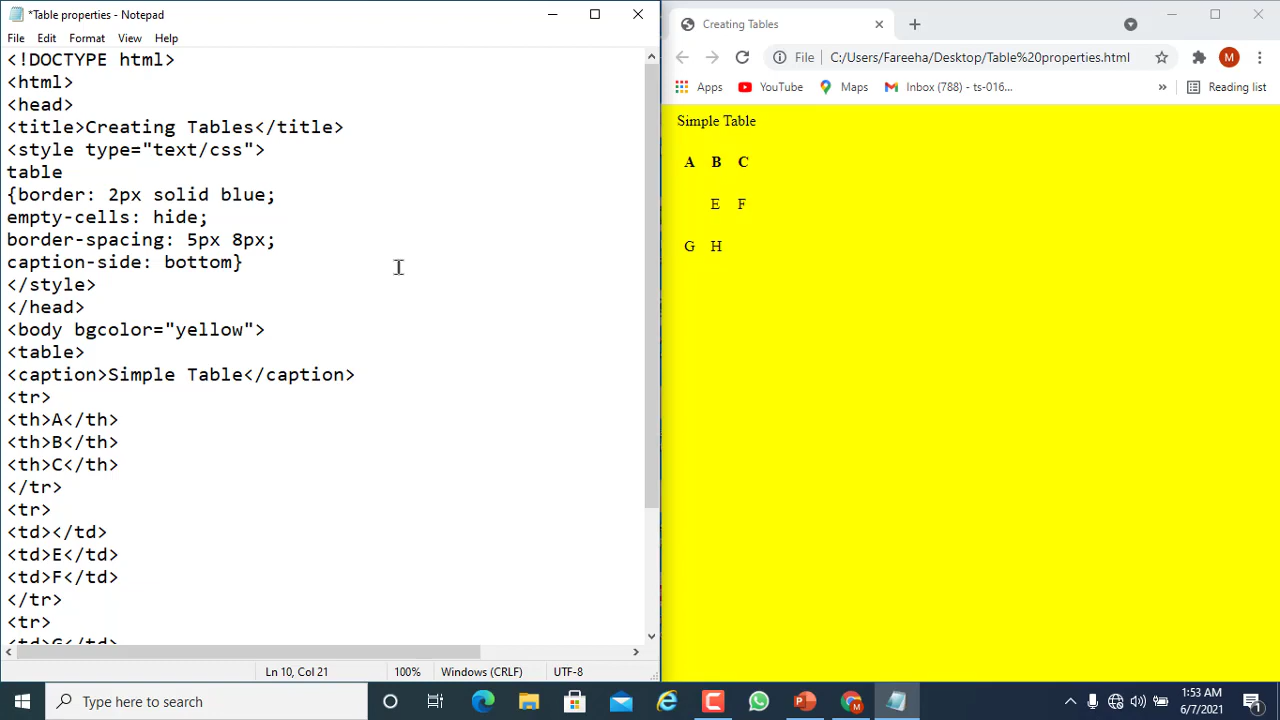 *Table properties - Notepad
File Edit Format View Help
<!DOCTYPE html>
<html>
<head>
<title>Creating Tables</title>
<style type="text/css">
table
{border: 2px solid blue;
empty-cells: hide;
border-spacing: 5px 8px;
caption-side: bottom}
</style>
</head>
<body bgcolor="yellow">
<table>
<caption>Simple Table</caption>
<tr>
<th>A</th>
<th>B</th>
<th>C</th>
</tr>
<tr>
<td></td>
<td>E</td>
<td>F</td>
</tr>
<tr>
<td>G</td>
Ln 10, Col 21 100% Windows (CRLF) UTF-8
Creating Tables
File C:/Users/Fareeha/Desktop/Table%20properties.html M
Apps YouTube Maps Inbox (788) - ts-016... » Reading list
Simple Table
A B C
E F
G H
Type here to search
1:53 AM
6/7/2021
1